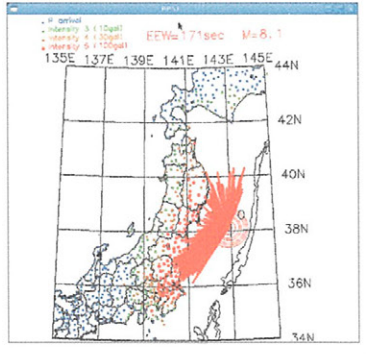 P arrival
Intensity 3 (10gal)
Intensity 4 (30gal)
Intensity 5 (100gal)
EEW=171sec M=8.1
135E 137E 139E 141E 143E 145E
44N
42N
40N
38N
36N
34N